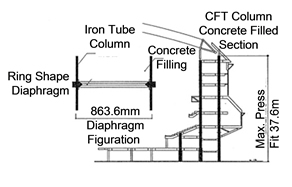 Iron Tube
Column
Concrete
Filling
Ring Shape
Diaphragm
863.6mm
Diaphragm
Figuration
CFT Column
Concrete Filled
Section
Max. Press
Fit 37.6m